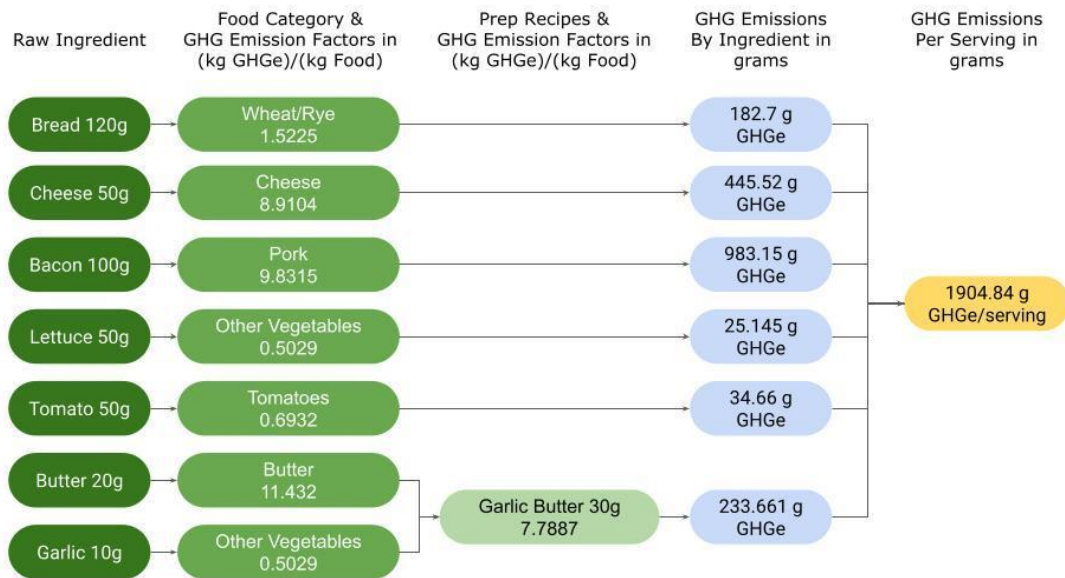 Raw Ingredient
Food Category &
GHG Emission Factors in
(kg GHGe)/(kg Food)
Prep Recipes &
GHG Emission Factors in
(kg GHGe)/(kg Food)
GHG Emissions
By Ingredient in
grams
GHG Emissions
Per Serving in
grams
Bread 120g
Wheat/Rye
1.5225
182.7 g
GHGe
Cheese 50g
Cheese
8.9104
445.52 g
GHGe
Bacon 100g
Pork
9.8315
983.15 g
GHGe
1904.84 g
GHGe/serving
Lettuce 50g
Other Vegetables
0.5029
25.145 g
GHGe
Tomato 50g
Tomatoes
0.6932
34.66 g
GHGe
Butter 20g
Butter
11.432
Garlic Butter 30g
7.7887
233.661 g
GHGe
Garlic 10g
Other Vegetables
0.5029